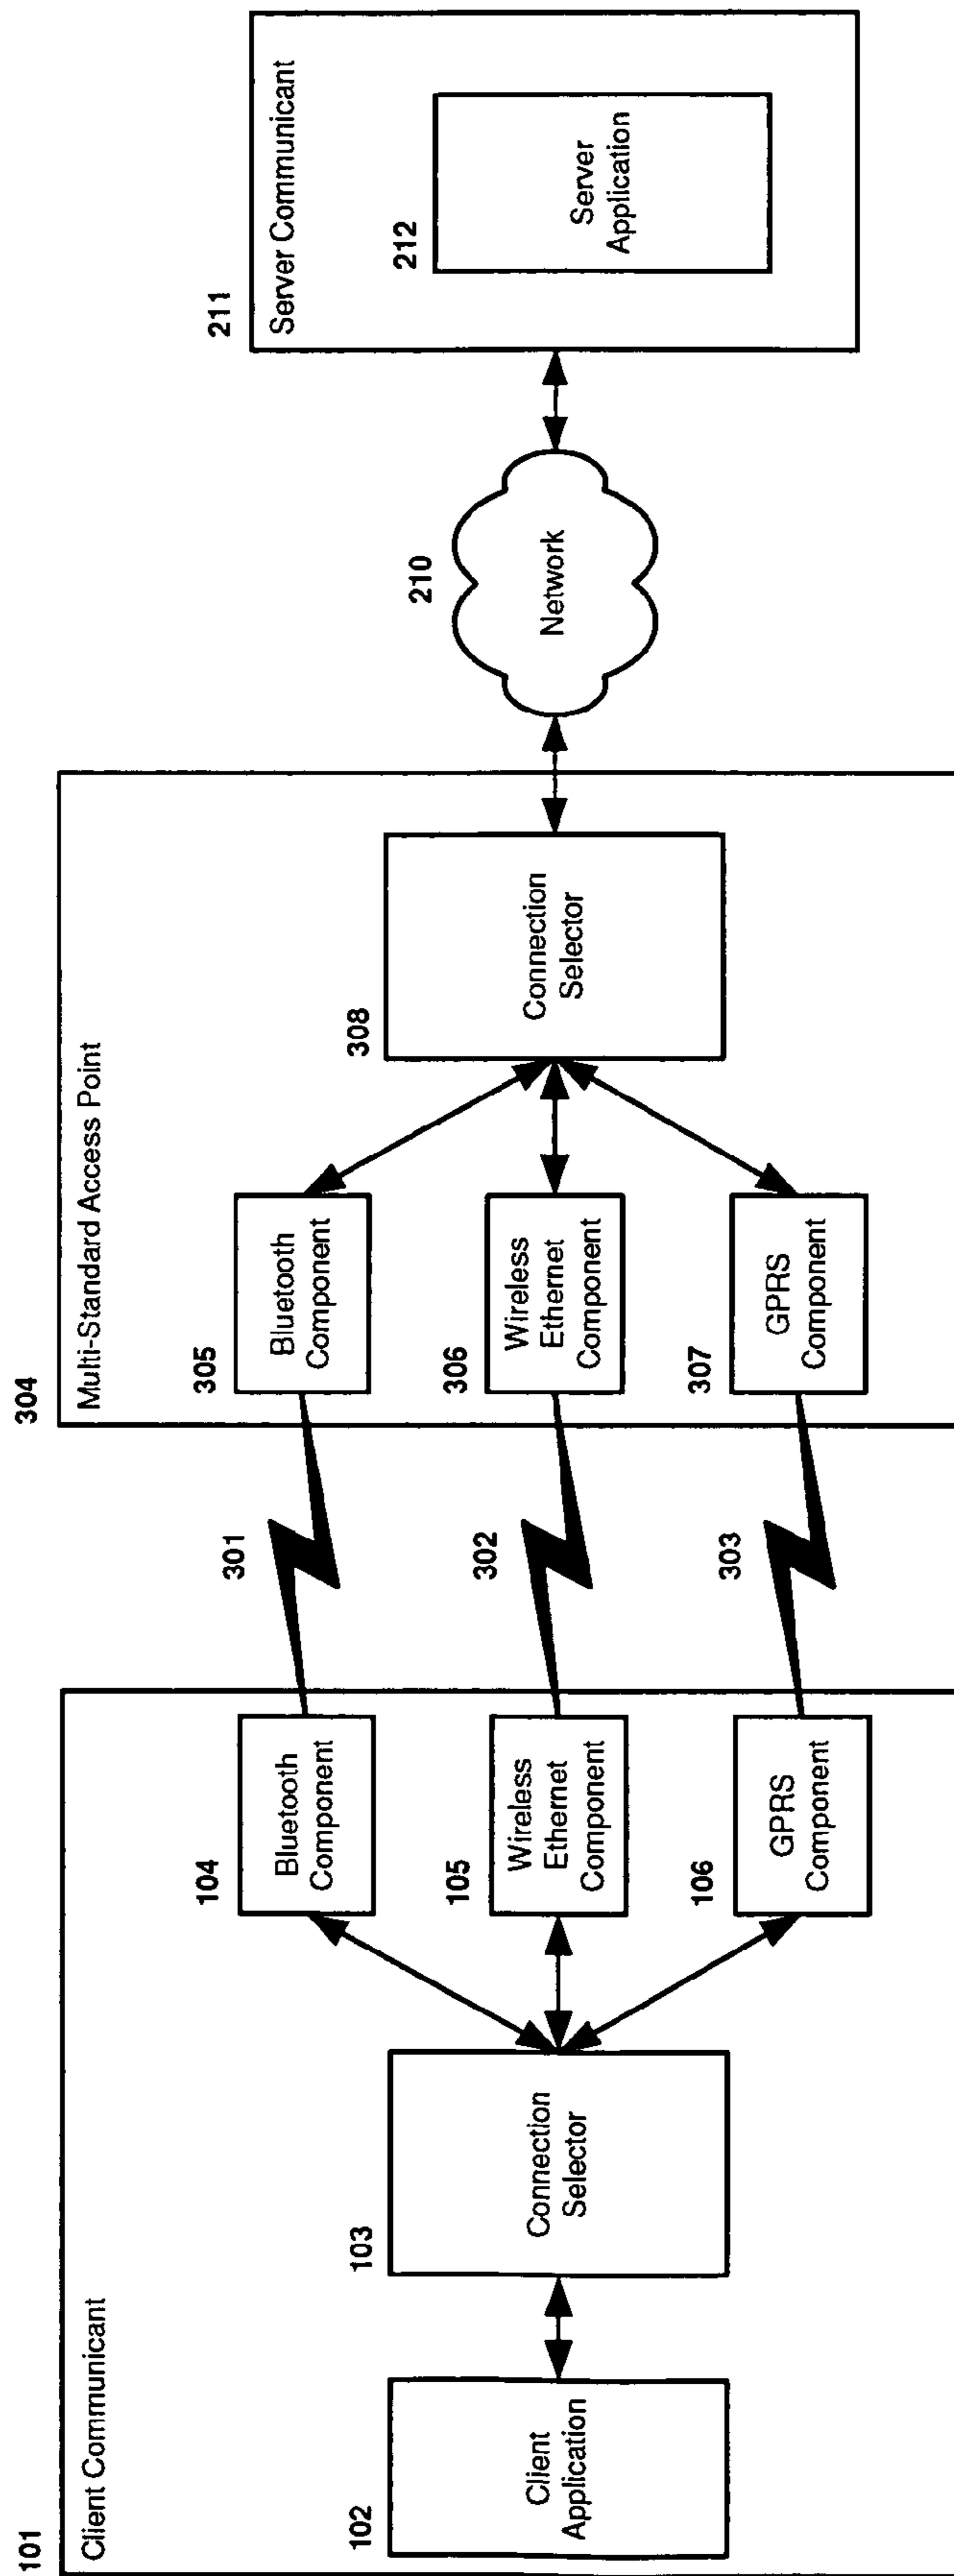 101
Client Communicant
102
Client
Application
103
Connection
Selector
104
Bluetooth
Component
105
Wireless
Ethernet
Component
106
GPRS
Component
301
302
303
304
Multi-Standard Access Point
305
Bluetooth
Component
306
Wireless
Ethernet
Component
307
GPRS
Component
308
Connection
Selector
210
Network
211
Server Communicant
212
Server
Application